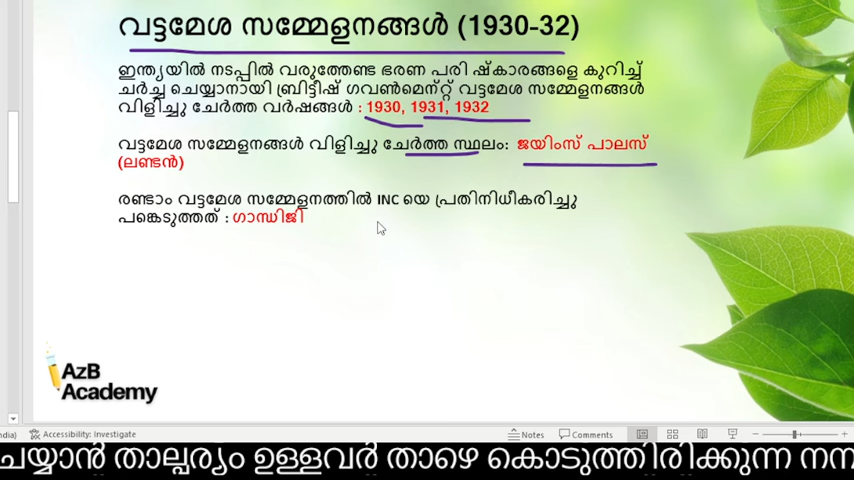 വട്ടമേശ സമ്മേളനങ്ങൾ (1930-32)
ഇന്ത്യയിൽ നടപ്പിൽ വരുത്തേണ്ട ഭരണ പരി ഷ്കാരങ്ങളെ കുറിച്ച്
ചർച്ച ചെയ്യാനായി ബ്രിട്ടീഷ് ഗവൺമെന്റ് വട്ടമേശ സമ്മേളനങ്ങൾ
വിളിച്ചു ചേർത്ത വർഷങ്ങൾ : 1930, 1931, 1932
വട്ടമേശ സമ്മേളനങ്ങൾ വിളിച്ചു ചേർത്ത സ്ഥലം: ജയിംസ് പാലസ്
(ലണ്ടൻ)
രണ്ടാം വട്ടമേശ സമ്മേളനത്തിൽ INC യെ പ്രതിനിധീകരിച്ചു
പങ്കെടുത്തത് : ഗാന്ധിജി
AzB
Academy
Accessibility: Investigate
Notes
Comments
ചെയ്യാൻ താല്പര്യം ഉള്ളവർ താഴെ കൊടുത്തിരിക്കുന്ന